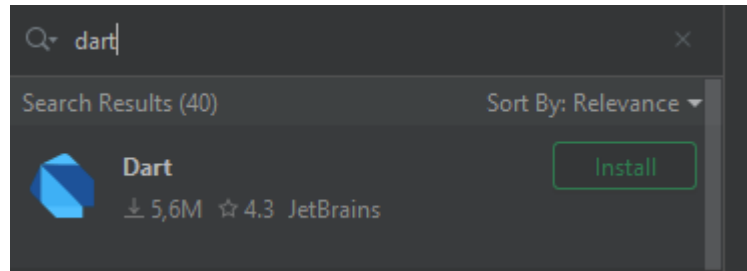 dart
Search Results (40)
Sort By: Relevance
Dart
Install
5,6M 4.3 JetBrains